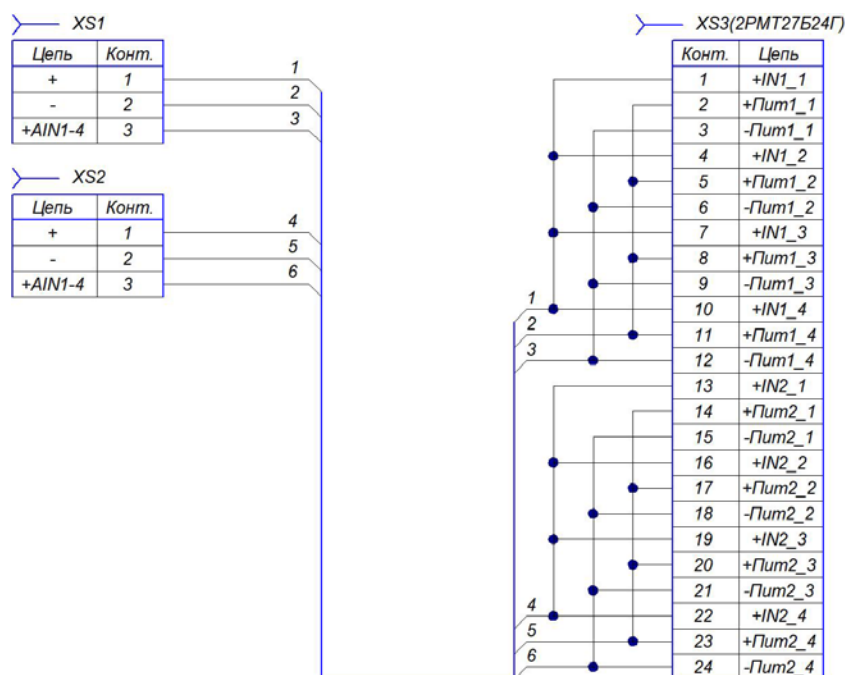 XS1
Цепь Конт.
+ 1
- 2
+AIN1-4 3
1
2
3
XS2
Цепь Конт.
+ 1
- 2
+AIN1-4 3
4
5
6
XS3(2РМТ27Б24Г)
Конт. Цепь
1 +IN1_1
2 +Пит1_1
3 -Пит1_1
4 +IN1_2
5 +Пит1_2
6 -Пит1_2
7 +IN1_3
8 +Пит1_3
9 -Пит1_3
10 +IN1_4
11 +Пит1_4
12 -Пит1_4
13 +IN2_1
14 +Пит2_1
15 -Пит2_1
16 +IN2_2
17 +Пит2_2
18 -Пит2_2
19 +IN2_3
20 +Пит2_3
21 -Пит2_3
22 +IN2_4
23 +Пит2_4
24 -Пит2_4
1
2
3
4
5
6